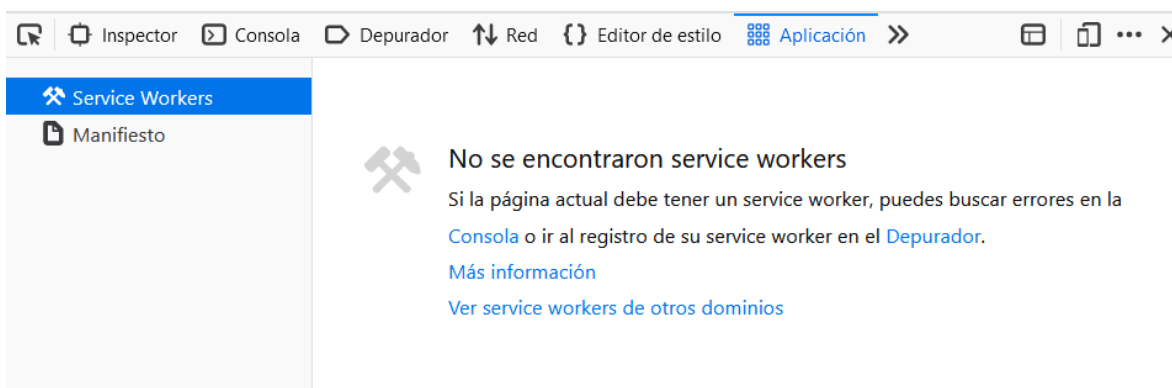 Inspector Consola Depurador Red Editor de estilo Aplicación
Service Workers
Manifiesto
No se encontraron service workers
Si la página actual debe tener un service worker, puedes buscar errores en la
Consola o ir al registro de su service worker en el Depurador.
Más información
Ver service workers de otros dominios